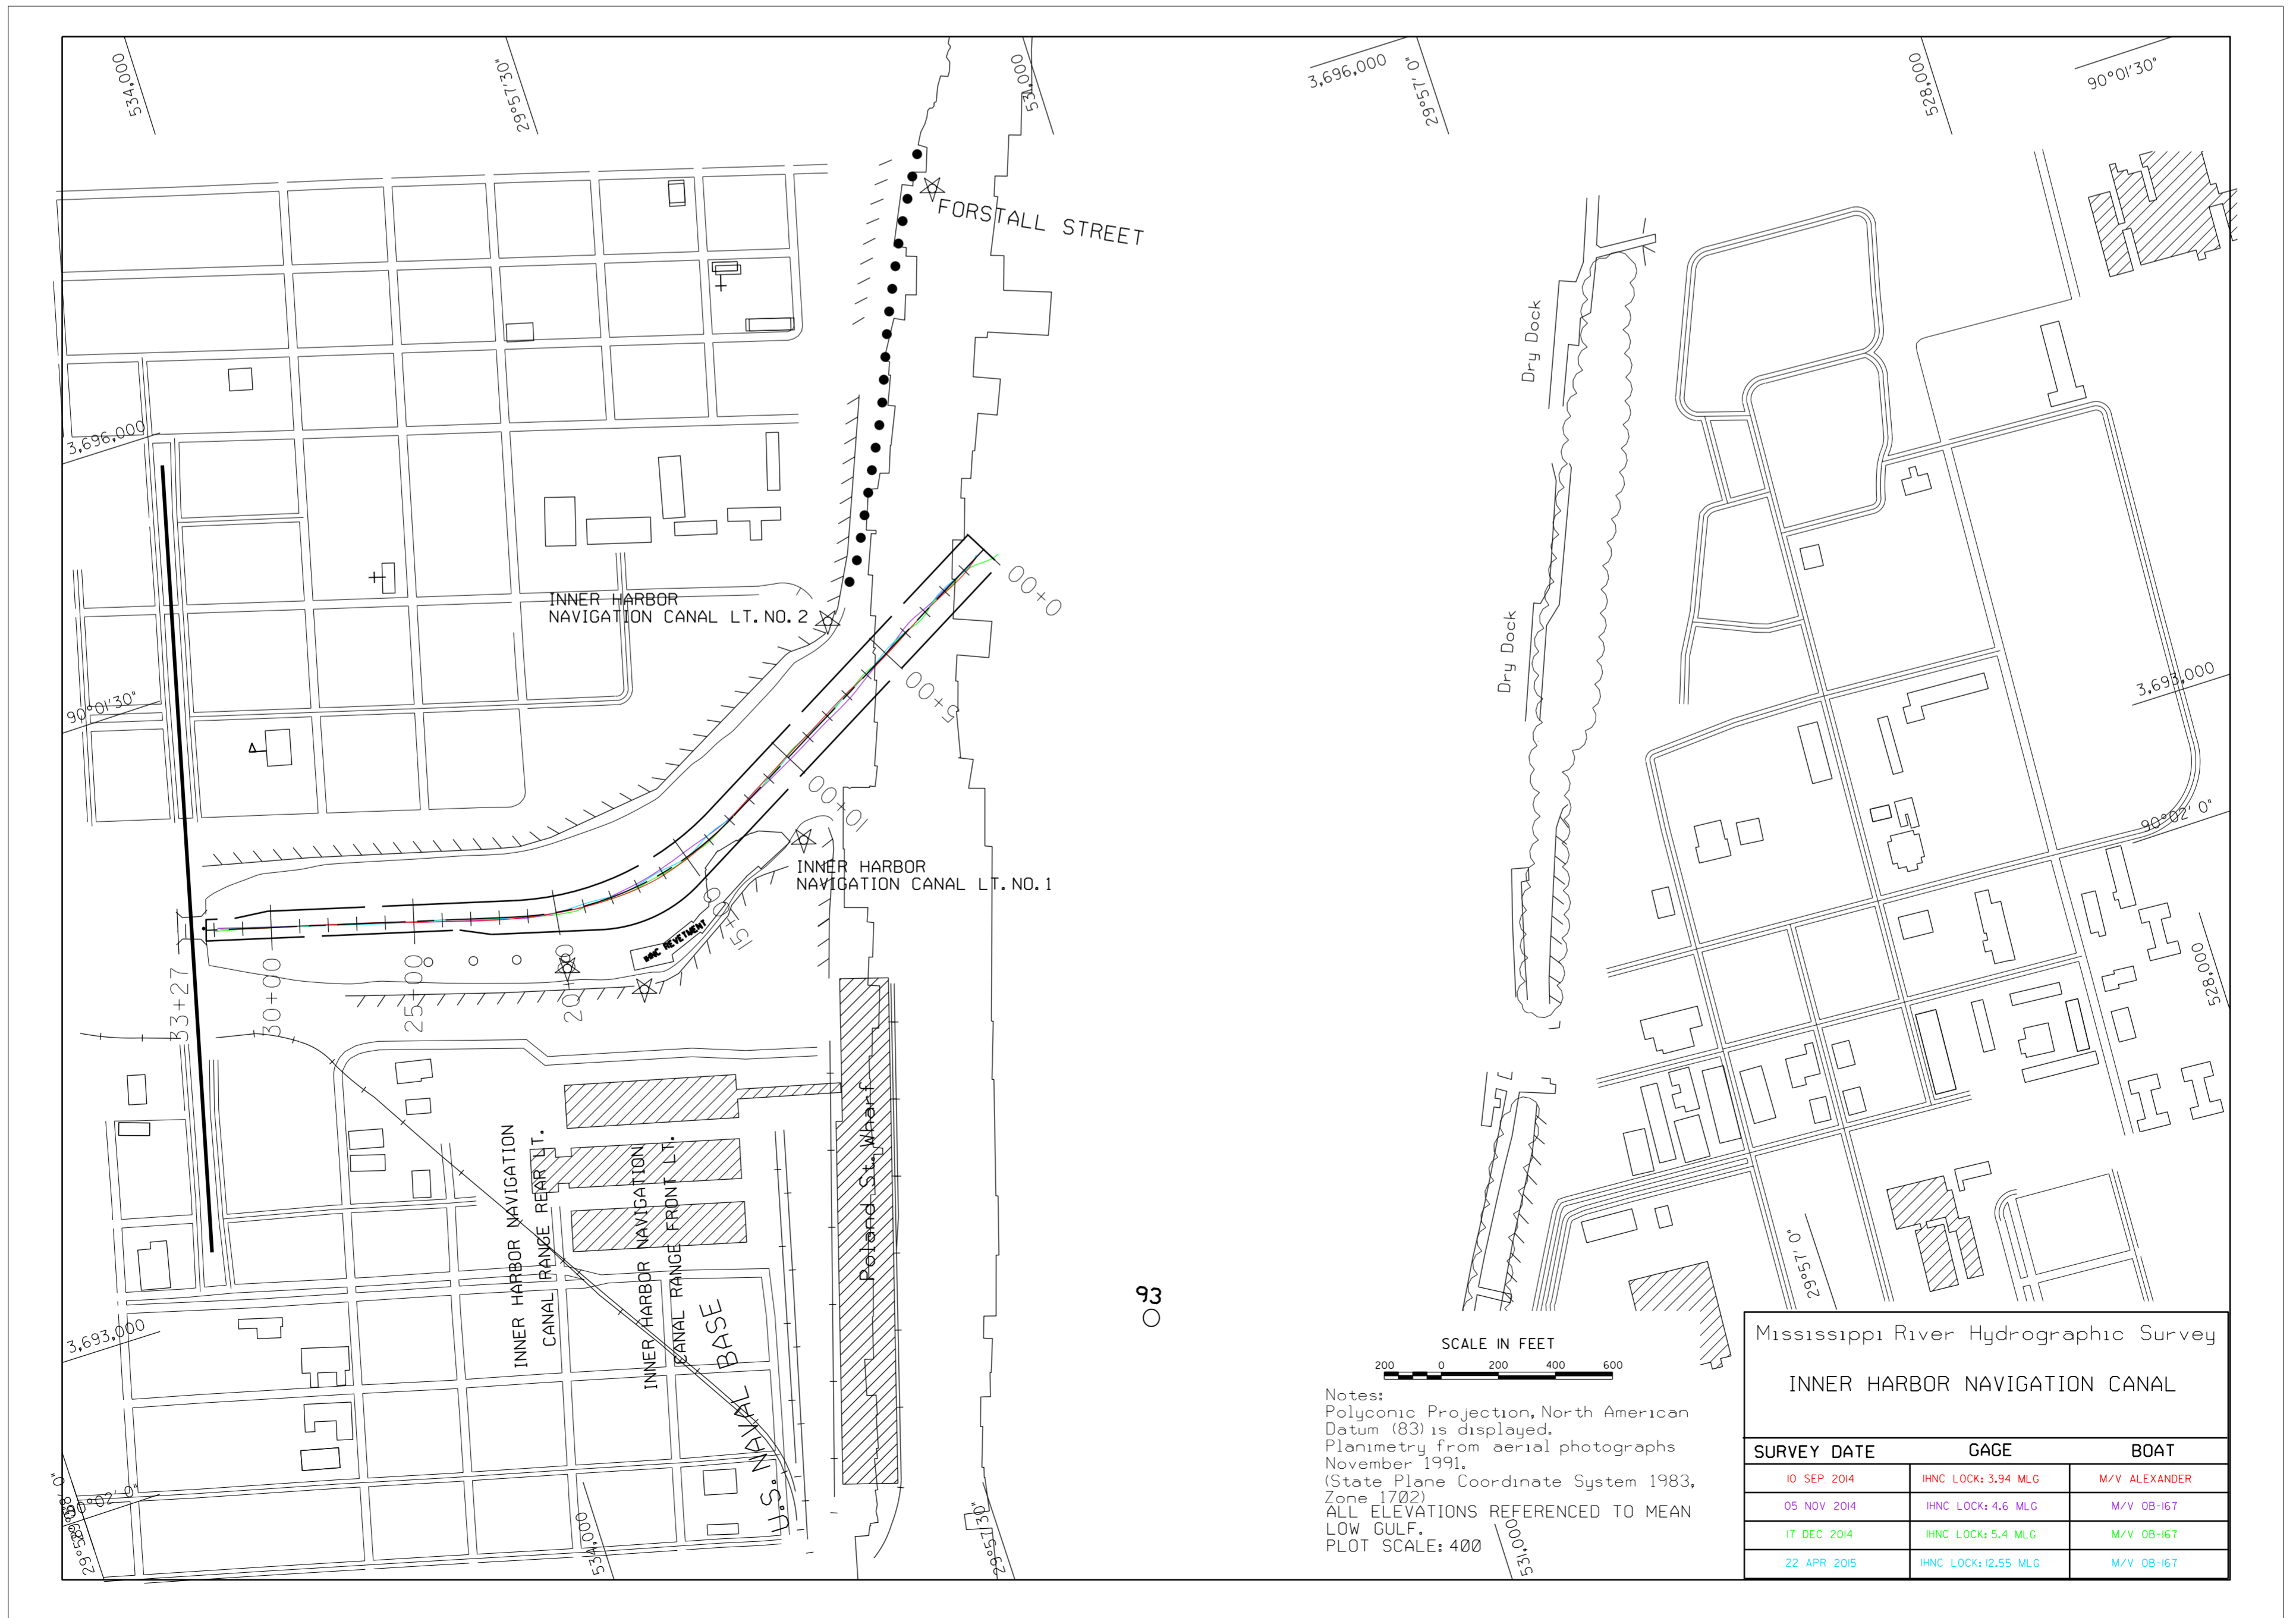 534,000
29°57'30"
531,000
3,696,000
29°57' 0"
528,000
90°01'30"
FORSTALL STREET
Dry Dock
3,696,000
INNER HARBOR
NAVIGATION CANAL LT. NO. 2
0+00
Dry Dock
5+00
90°01'30"
3,693,000
10+00
90°02' 0"
INNER HARBOR
NAVIGATION CANAL LT. NO. 1
15+00
REVETMENT
33+27
30+00
25+00
20+00
528,000
Poland St. Wharf
INNER HARBOR NAVIGATION
CANAL RANGE REAR LT.
INNER HARBOR NAVIGATION
CANAL RANGE FRONT LT.
29°57' 0"
93
3,693,000
U.S. NAVAL BASE
90°02' 0"
534,000
29°57'30"
531,000
SCALE IN FEET
200 0 200 400 600
Notes:
Polyconic Projection, North American
Datum (83) is displayed.
Planimetry from aerial photographs
November 1991.
(State Plane Coordinate System 1983,
Zone 1702)
ALL ELEVATIONS REFERENCED TO MEAN
LOW GULF.
PLOT SCALE: 400
Mississippi River Hydrographic Survey
INNER HARBOR NAVIGATION CANAL
SURVEY DATE GAGE BOAT
10 SEP 2014 IHNC LOCK: 3.94 MLG M/V ALEXANDER
05 NOV 2014 IHNC LOCK: 4.6 MLG M/V OB-167
17 DEC 2014 IHNC LOCK: 5.4 MLG M/V OB-167
22 APR 2015 IHNC LOCK: 12.55 MLG M/V OB-167